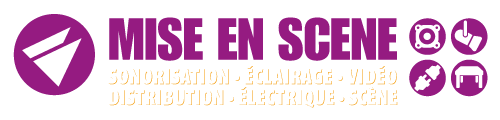 MISE EN SCENE
SONORISATION • ÉCLAIRAGE • VIDÉO
DISTRIBUTION • ÉLECTRIQUE • SCÈNE